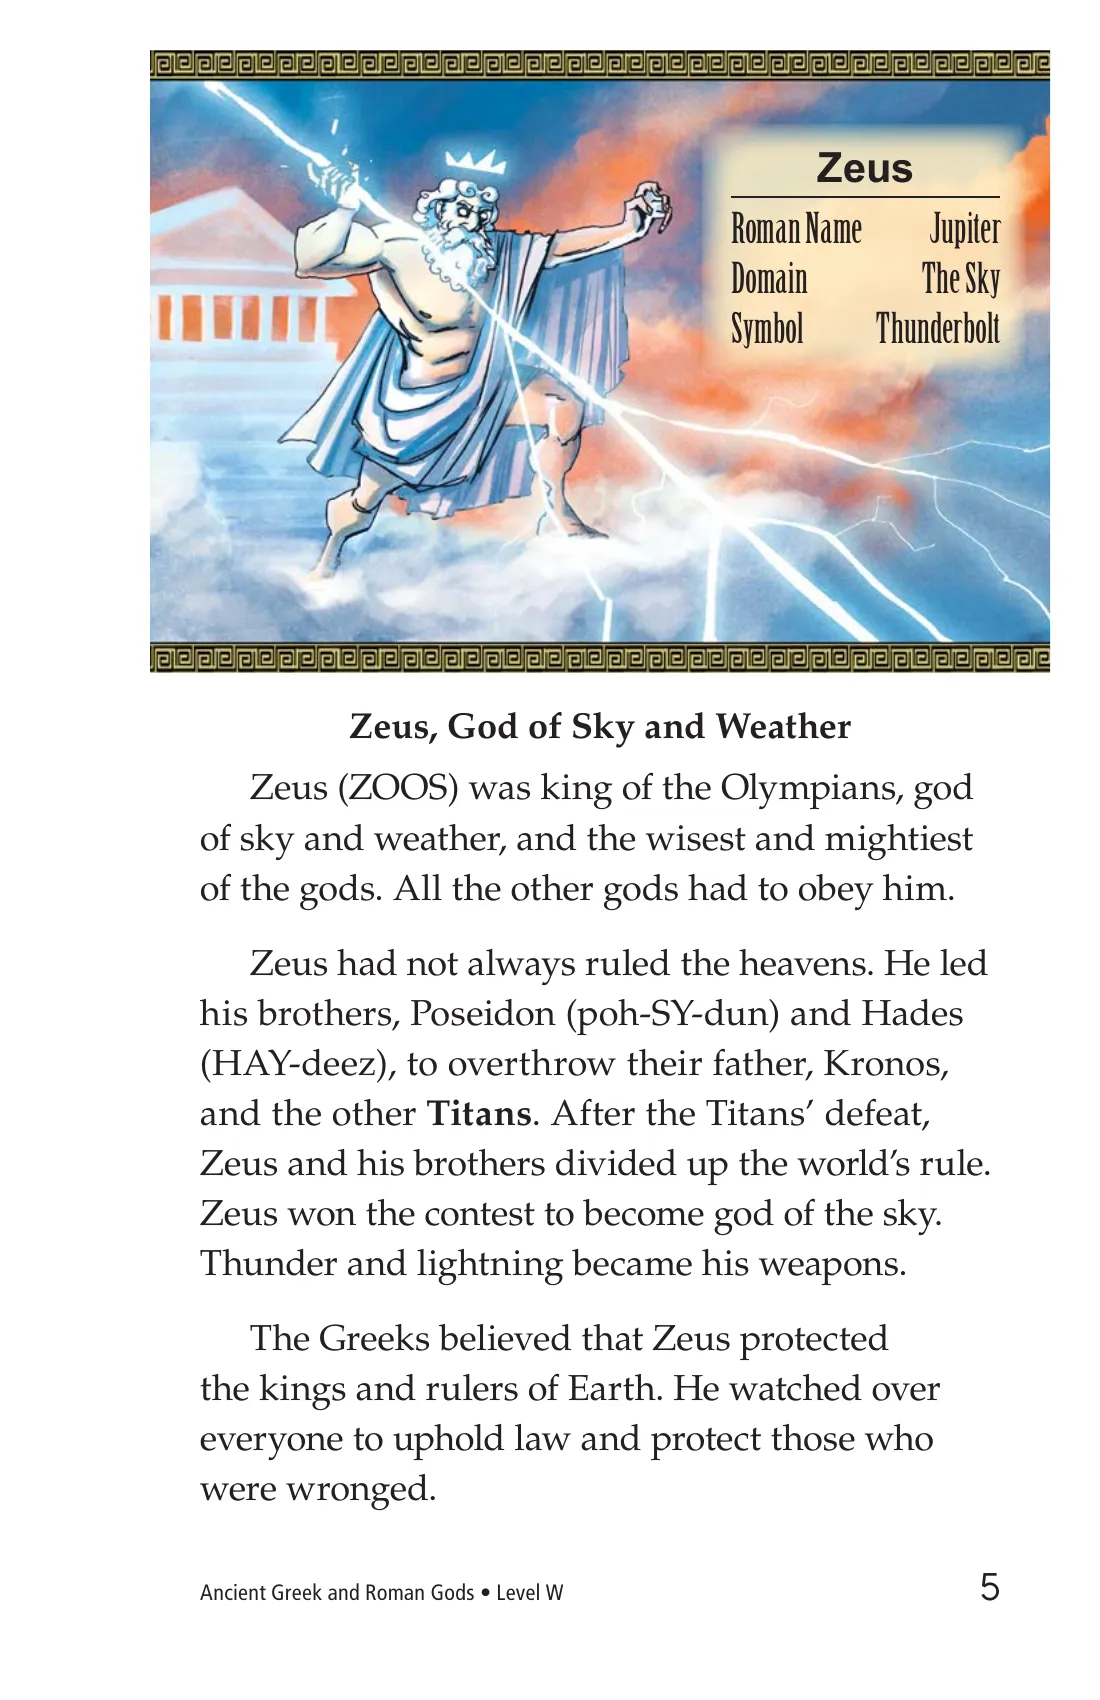 Zeus
Roman Name Jupiter
Domain The Sky
Symbol Thunderbolt
Zeus, God of Sky and Weather
Zeus (ZOOS) was king of the Olympians, god
of sky and weather, and the wisest and mightiest
of the gods. All the other gods had to obey him.
Zeus had not always ruled the heavens. He led
his brothers, Poseidon (poh-SY-dun) and Hades
(HAY-deez), to overthrow their father, Kronos,
and the other Titans. After the Titans’ defeat,
Zeus and his brothers divided up the world’s rule.
Zeus won the contest to become god of the sky.
Thunder and lightning became his weapons.
The Greeks believed that Zeus protected
the kings and rulers of Earth. He watched over
everyone to uphold law and protect those who
were wronged.
Ancient Greek and Roman Gods • Level W 5